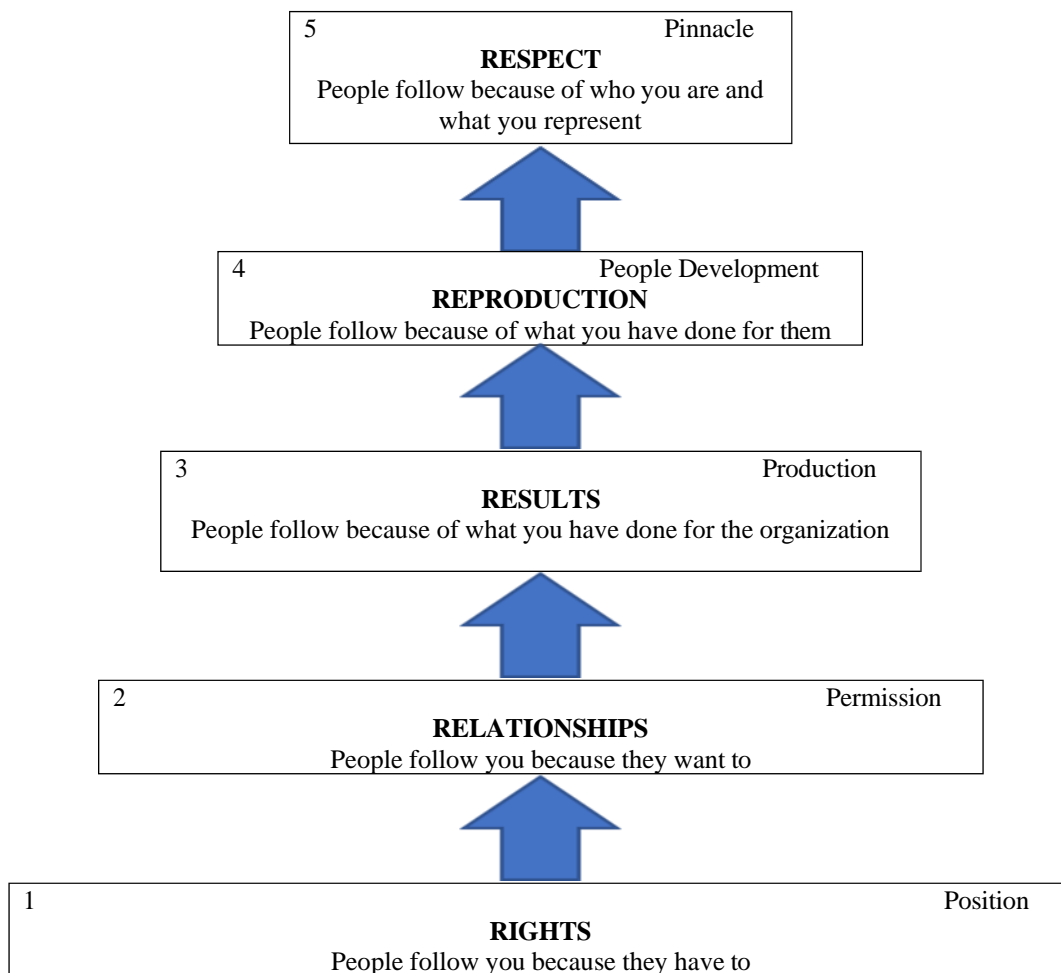 5 Pinnacle
RESPECT
People follow because of who you are and
what you represent
4 People Development
REPRODUCTION
People follow because of what you have done for them
3 Production
RESULTS
People follow because of what you have done for the organization
2 Permission
RELATIONSHIPS
People follow you because they want to
1 Position
RIGHTS
People follow you because they have to